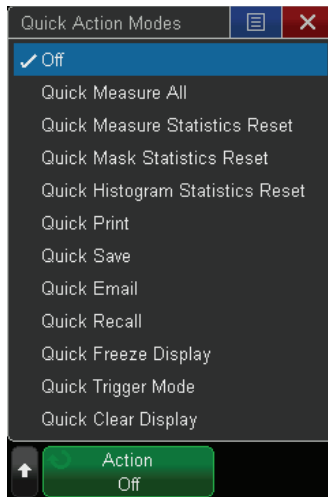 Quick Action Modes
Off
Quick Measure All
Quick Measure Statistics Reset
Quick Mask Statistics Reset
Quick Histogram Statistics Reset
Quick Print
Quick Save
Quick Email
Quick Recall
Quick Freeze Display
Quick Trigger Mode
Quick Clear Display
Action
Off